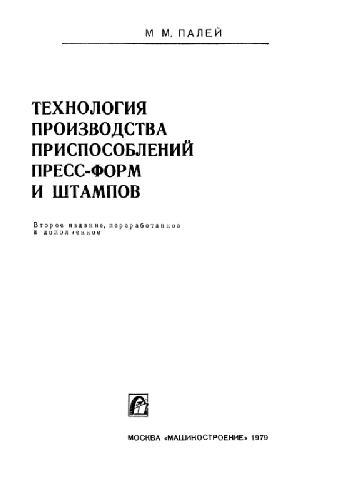 М. М. ПАЛЕЙ
ТЕХНОЛОГИЯ
ПРОИЗВОДСТВА
ПРИСПОСОБЛЕНИЙ
ПРЕСС-ФОРМ
И ШТАМПОВ
Второе издание, переработанное
и дополненное
МОСКВА «МАШИНОСТРОЕНИЕ» 1979